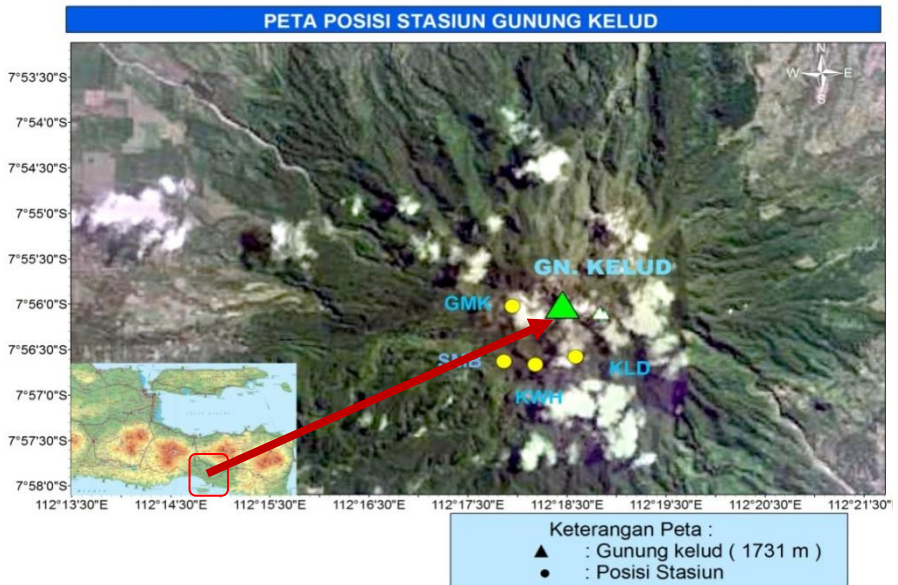 PETA POSISI STASIUN GUNUNG KELUD
N
W E
S
7°53'30"S
7°54'0"S
7°54'30"S
7°55'0"S
7°55'30"S
7°56'0"S
7°56'30"S
7°57'0"S
7°57'30"S
7°58'0"S
GN. KELUD
GMK
SMB
KLD
KWH
112°13'30"E 112°14'30"E 112°15'30"E 112°16'30"E 112°17'30"E 112°18'30"E 112°19'30"E 112°20'30"E 112°21'30"E
Keterangan Peta :
: Gunung kelud ( 1731 m )
: Posisi Stasiun